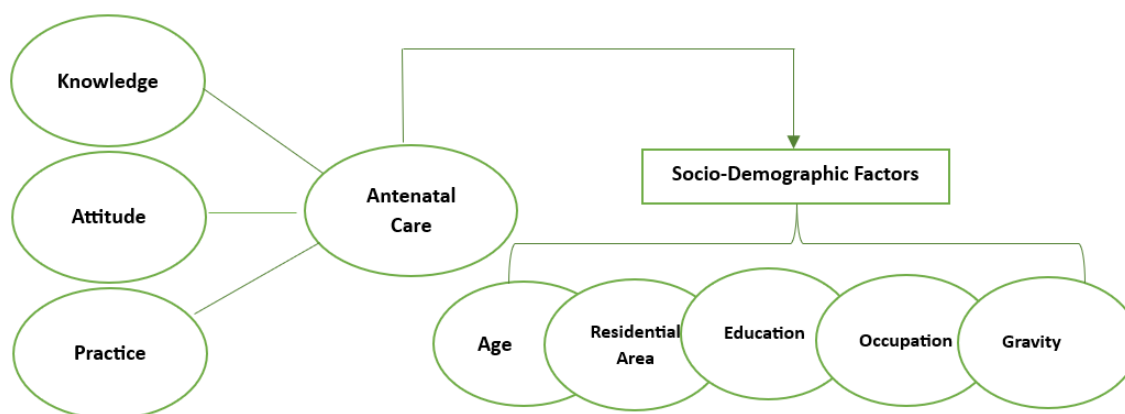 Knowledge
Attitude
Practice
Antenatal
Care
Socio-Demographic Factors
Age
Residential
Area
Education
Occupation
Gravity